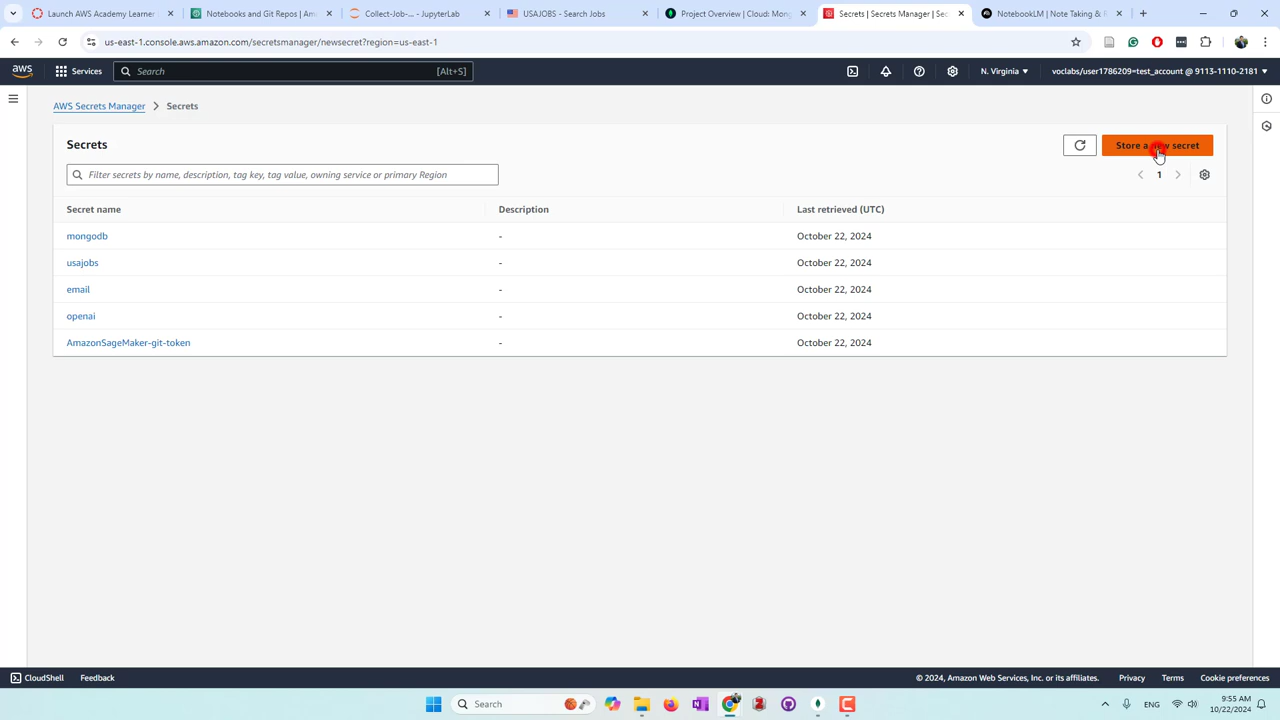 Launch AWS Academy Learner
Notebooks and Git Repos | Am
Collect-Job-... - JupyterLab
USAJOBS - Search Jobs
Project Overview | Cloud: Mong
Secrets | Secrets Manager | Sec
NotebookLM | Note Taking &
us-east-1.console.aws.amazon.com/secretsmanager/newsecret?region=us-east-1
aws
Services
Search
[Alt+S]
N. Virginia
voclabs/user1786209=test_account @ 9113-1110-2181
AWS Secrets Manager
Secrets
Secrets
Store a new secret
Filter secrets by name, description, tag key, tag value, owning service or primary Region
1
Secret name Description Last retrieved (UTC)
mongodb - October 22, 2024
usajobs - October 22, 2024
email - October 22, 2024
openai - October 22, 2024
AmazonSageMaker-git-token - October 22, 2024
CloudShell Feedback © 2024, Amazon Web Services, Inc. or its affiliates. Privacy Terms Cookie preferences
Search
ENG
9:55 AM
10/22/2024